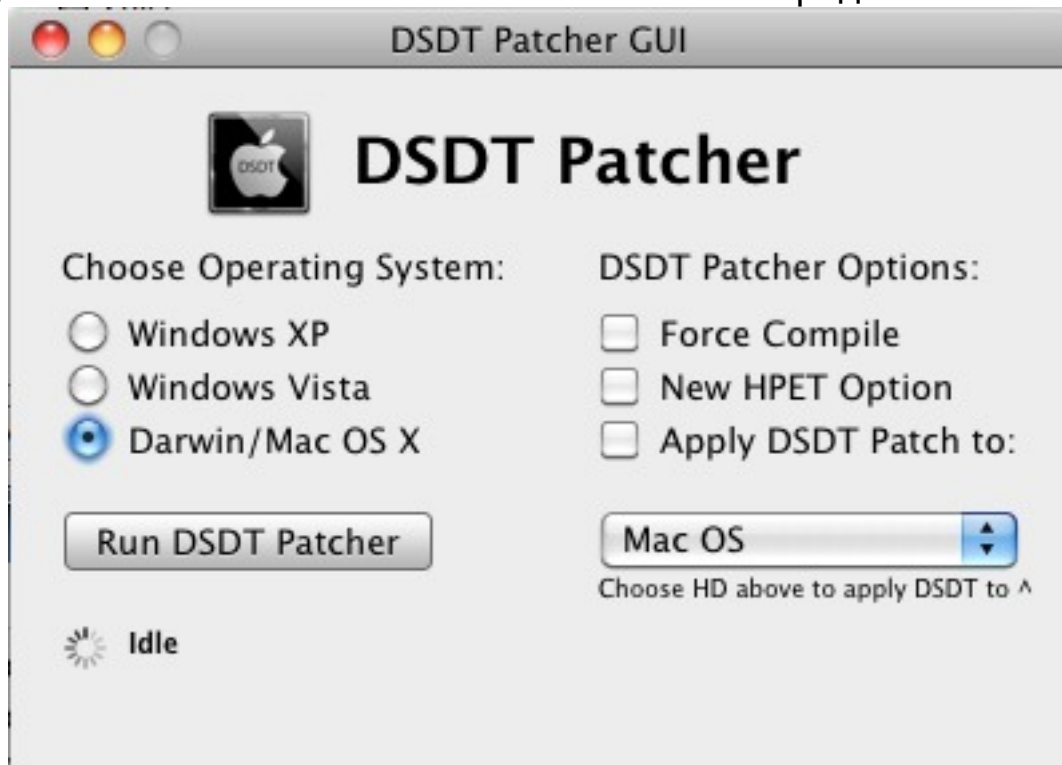 DSDT Patcher GUI
DSDT
DSDT Patcher
Choose Operating System:
Windows XP
Windows Vista
Darwin/Mac OS X
Run DSDT Patcher
Idle
DSDT Patcher Options:
Force Compile
New HPET Option
Apply DSDT Patch to:
Mac OS
Choose HD above to apply DSDT to ^